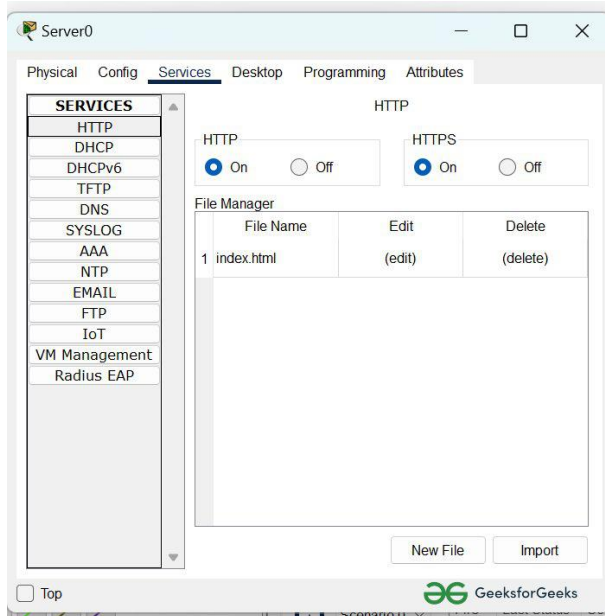 Server0
Physical Config Services Desktop Programming Attributes
SERVICES
HTTP
DHCP
DHCPv6
TFTP
DNS
SYSLOG
AAA
NTP
EMAIL
FTP
IoT
VM Management
Radius EAP
HTTP
HTTP HTTPS
On Off On Off
File Manager
File Name Edit Delete
1 index.html (edit) (delete)
New File Import
Top
GeeksforGeeks
Scenario 0